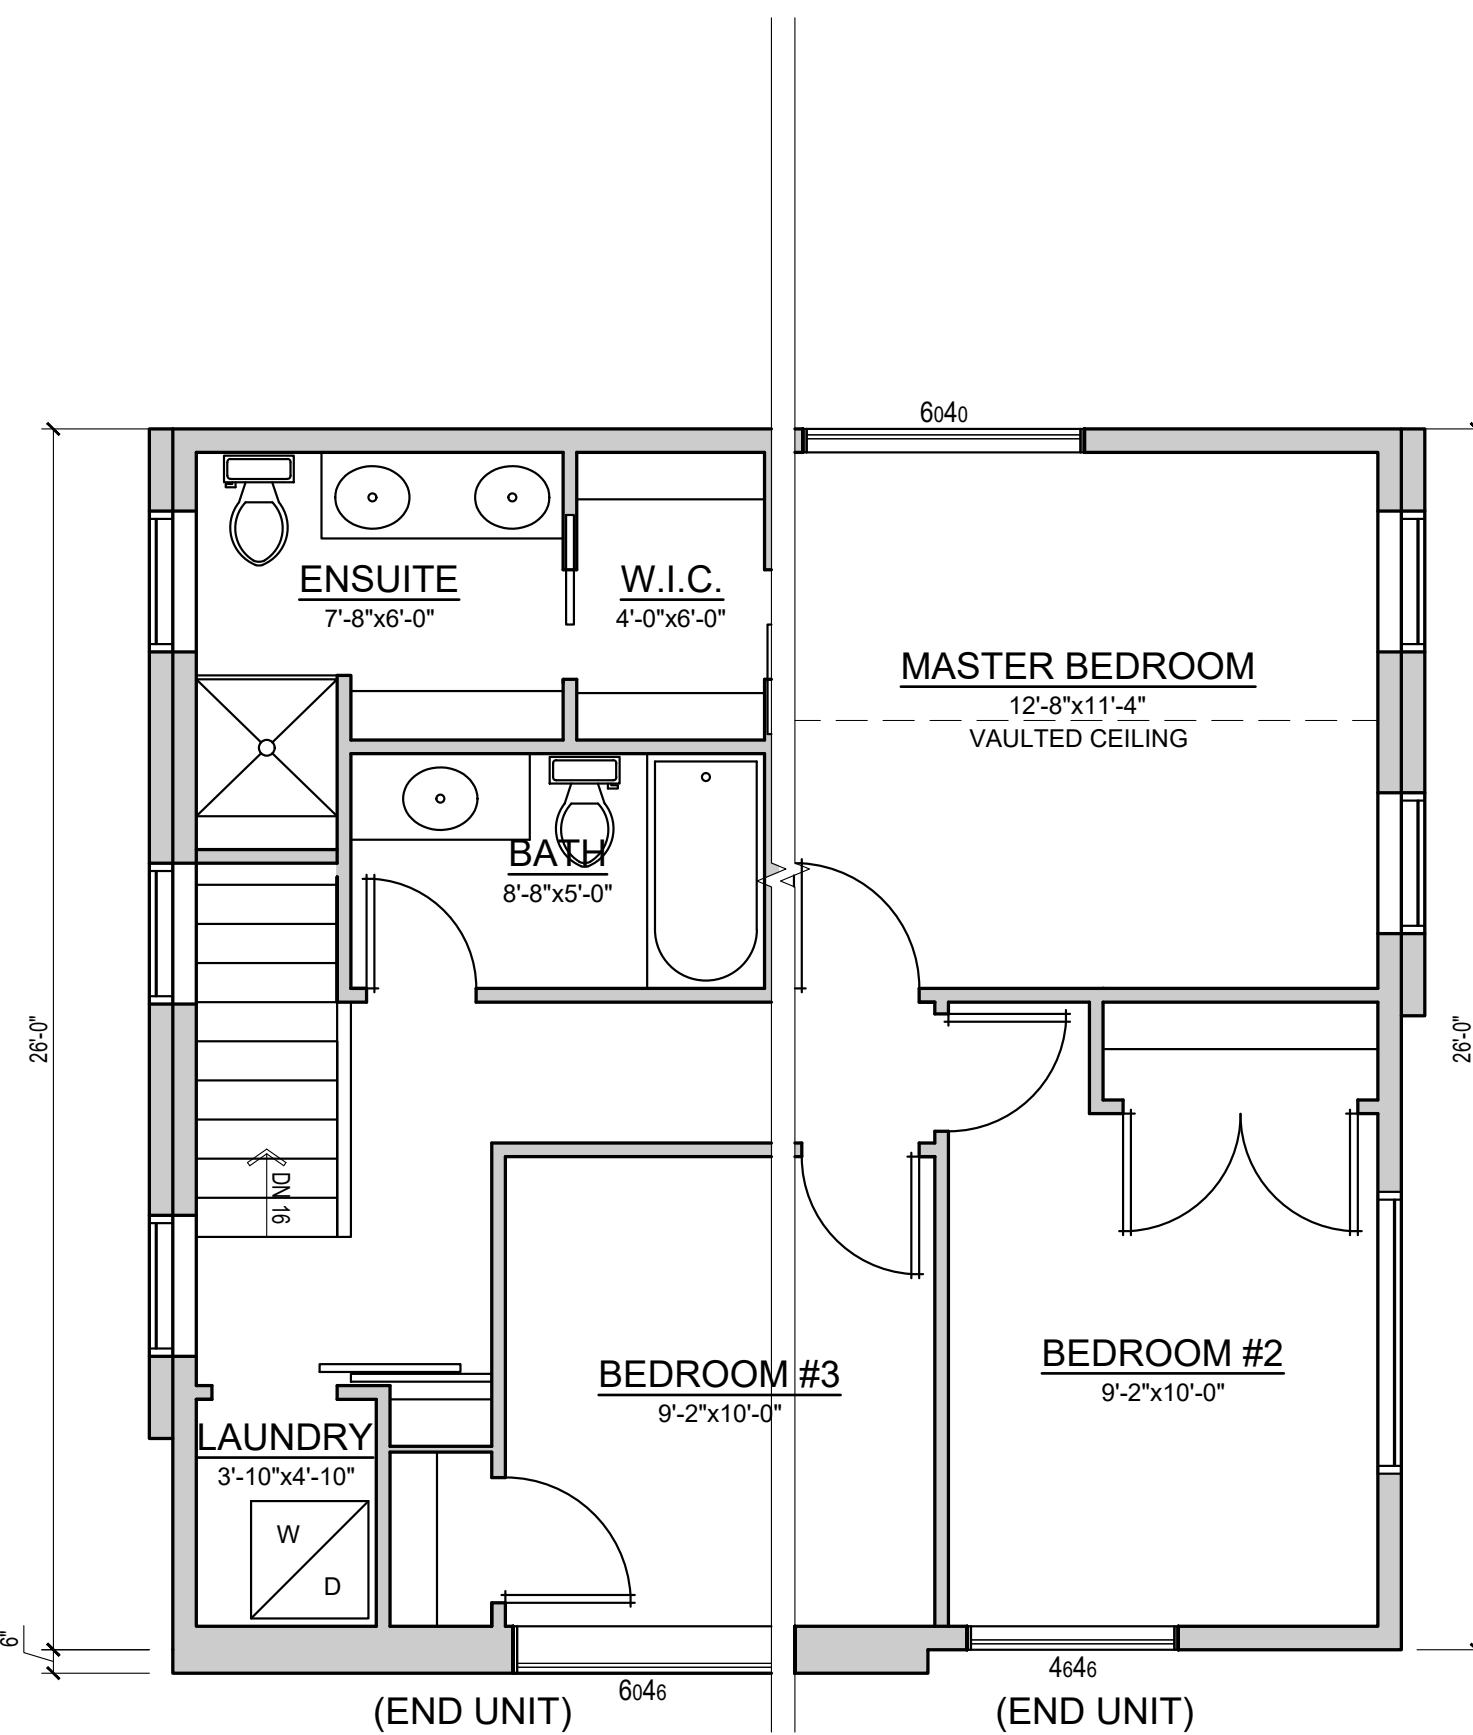 6040
ENSUITE
7'-8"x6'-0"
W.I.C.
4'-0"x6'-0"
MASTER BEDROOM
12'-8"x11'-4"
VAULTED CEILING
BATH
8'-8"x5'-0"
26'-0"
26'-0"
DN 16
BEDROOM #3
9'-2"x10'-0"
BEDROOM #2
9'-2"x10'-0"
LAUNDRY
3'-10"x4'-10"
W
D
6"
6046
4646
(END UNIT)
(END UNIT)